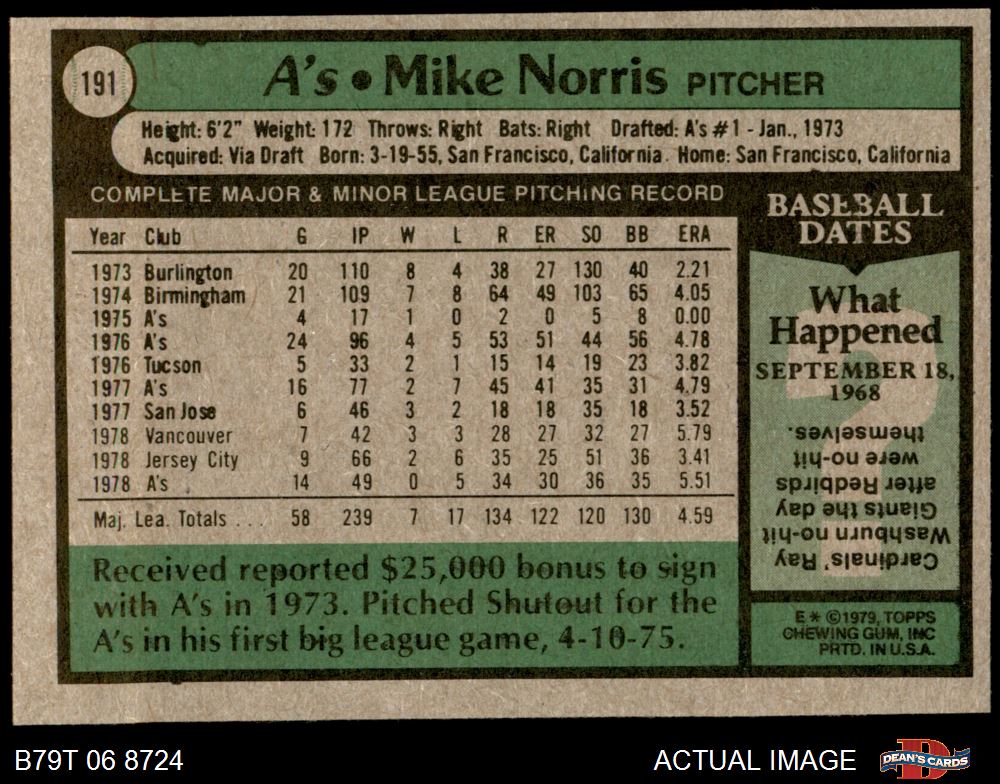 191
A's • Mike Norris PITCHER
Height: 6'2" Weight: 172 Throws: Right Bats: Right Drafted: A's #1 - Jan., 1973
Acquired: Via Draft Born: 3-19-55, San Francisco, California. Home: San Francisco, California
COMPLETE MAJOR & MINOR LEAGUE PITCHING RECORD
Year Club G IP W L R ER SO BB ERA
1973 Burlington 20 110 8 4 38 27 130 40 2.21
1974 Birmingham 21 109 7 8 64 49 103 65 4.05
1975 A's 4 17 1 0 2 0 5 8 0.00
1976 A's 24 96 4 5 53 51 44 56 4.78
1976 Tucson 5 33 2 1 15 14 19 23 3.82
1977 A's 16 77 2 7 45 41 35 31 4.79
1977 San Jose 6 46 3 2 18 18 35 18 3.52
1978 Vancouver 7 42 3 3 28 27 32 27 5.79
1978 Jersey City 9 66 2 6 35 25 51 36 3.41
1978 A's 14 49 0 5 34 30 36 35 5.51
Maj. Lea. Totals . . . 58 239 7 17 134 122 120 130 4.59
Received reported $25,000 bonus to sign
with A's in 1973. Pitched Shutout for the
A's in his first big league game, 4-10-75.
BASEBALL
DATES
What
Happened
SEPTEMBER 18,
1968
Cardinals' Ray
Washburn no-hit
Giants the day
after Redbirds
were no-hit
themselves.
E * ©1979, TOPPS
CHEWING GUM, INC
PRTD. IN U.S.A.
B79T 06 8724
ACTUAL IMAGE
DEAN'S CARDS